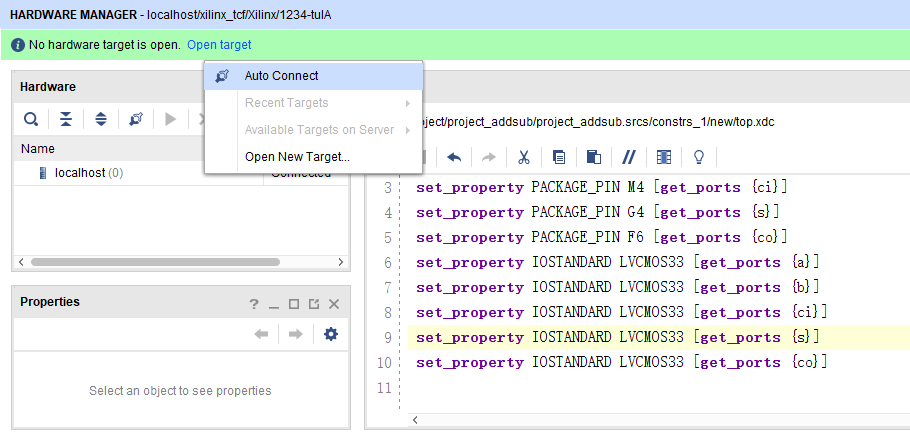 HARDWARE MANAGER - localhost/xilinx_tcf/Xilinx/1234-tulA
No hardware target is open. Open target
Auto Connect
Recent Targets
Available Targets on Server
Open New Target...
Hardware
Name
localhost (0)
Connected
Properties
?
Select an object to see properties
oject/project_addsub/project_addsub.srcs/constrs_1/new/top.xdc
3 set_property PACKAGE_PIN M4 [get_ports {ci}]
4 set_property PACKAGE_PIN G4 [get_ports {s}]
5 set_property PACKAGE_PIN F6 [get_ports {co}]
6 set_property IOSTANDARD LVCMOS33 [get_ports {a}]
7 set_property IOSTANDARD LVCMOS33 [get_ports {b}]
8 set_property IOSTANDARD LVCMOS33 [get_ports {ci}]
9 set_property IOSTANDARD LVCMOS33 [get_ports {s}]
10 set_property IOSTANDARD LVCMOS33 [get_ports {co}]
11